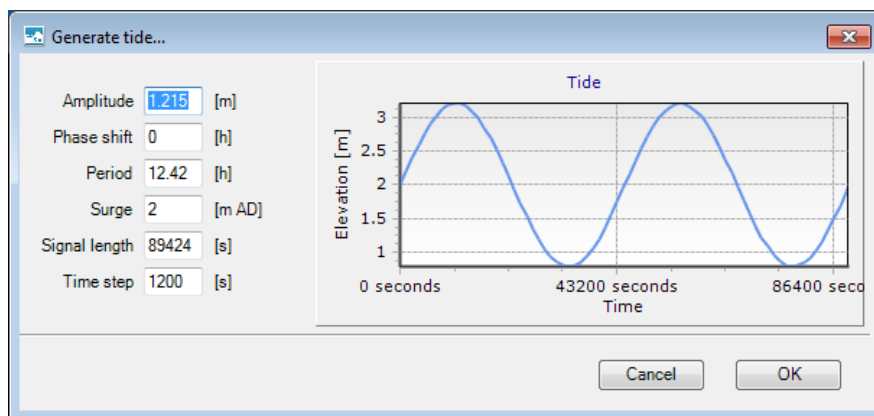 Generate tide...
Amplitude 1.215 [m]
Phase shift 0 [h]
Period 12.42 [h]
Surge 2 [m AD]
Signal length 89424 [s]
Time step 1200 [s]
Tide
Elevation [m]
3
2.5
2
1.5
1
0 seconds 43200 seconds 86400 seco
Time
Cancel OK